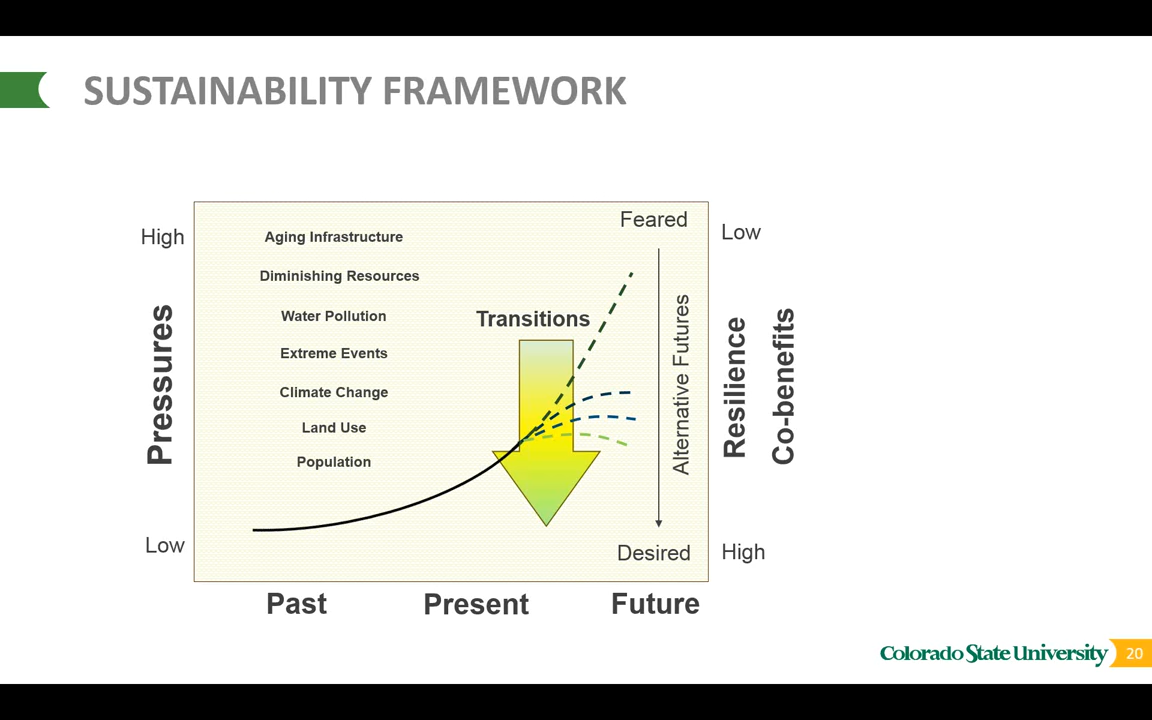 SUSTAINABILITY FRAMEWORK
High
Aging Infrastructure
Diminishing Resources
Water Pollution
Extreme Events
Climate Change
Land Use
Population
Low
Pressures
Transitions
Feared
Alternative Futures
Desired
Low
Resilience
Co-benefits
High
Past
Present
Future
Colorado State University
20